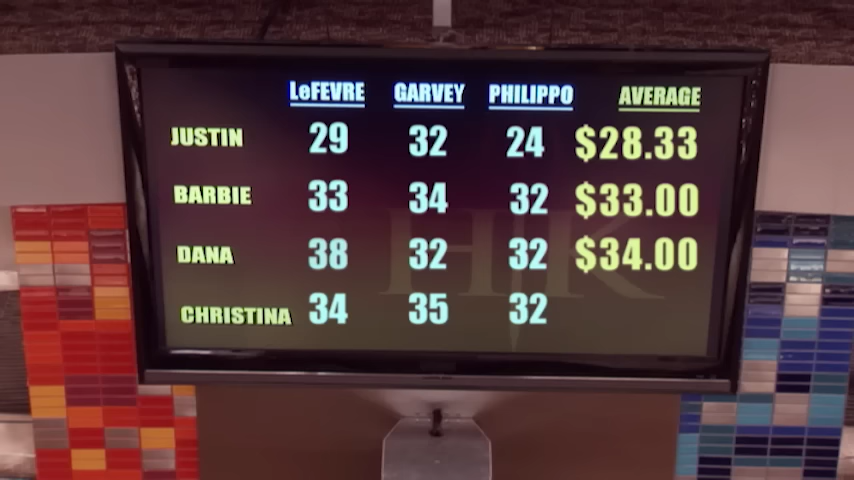 LeFEVRE GARVEY PHILIPPO AVERAGE
JUSTIN 29 32 24 $28.33
BARBIE 33 34 32 $33.00
DANA 38 32 32 $34.00
CHRISTINA 34 35 32
HK